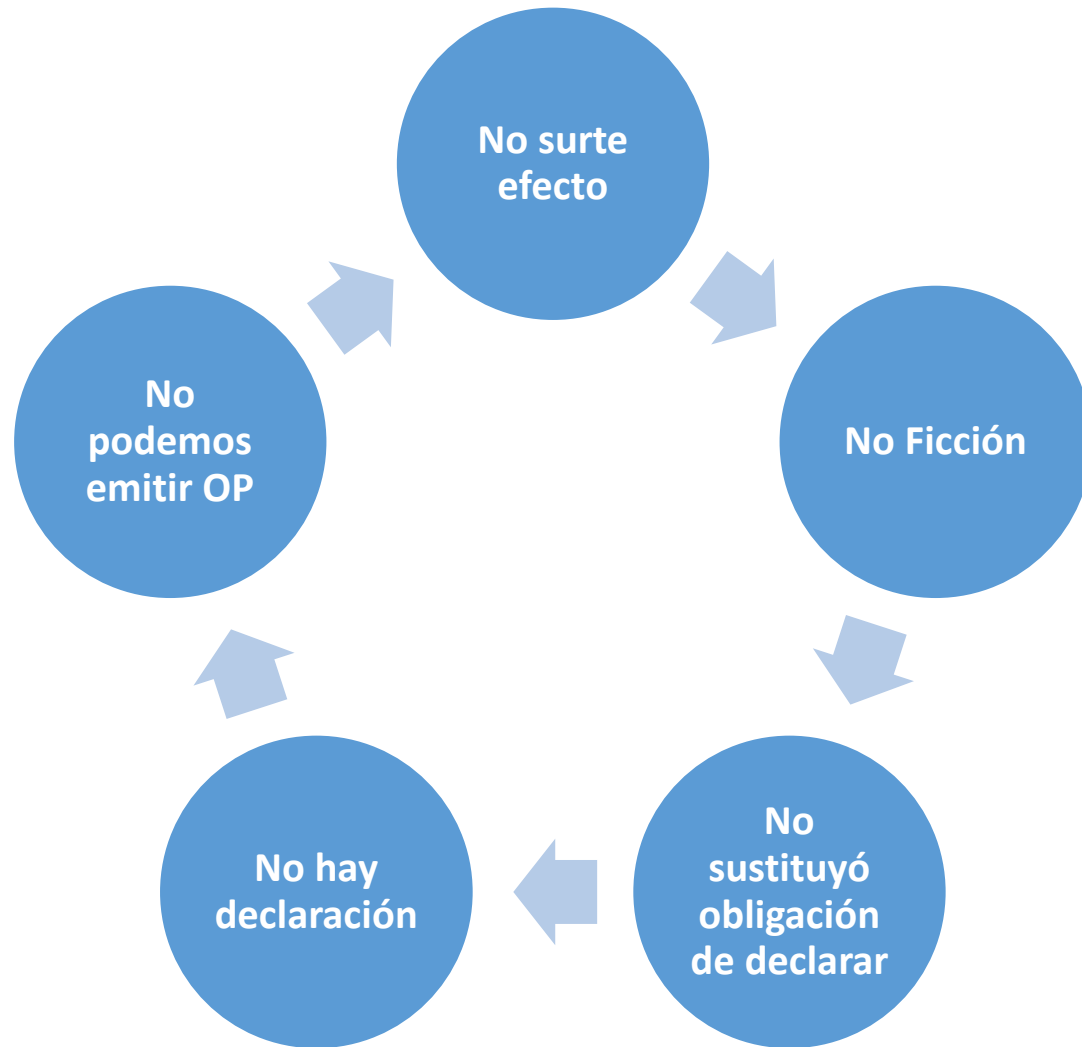 No surte
efecto
No Ficción
No
sustituyó
obligación
de declarar
No hay
declaración
No
podemos
emitir OP